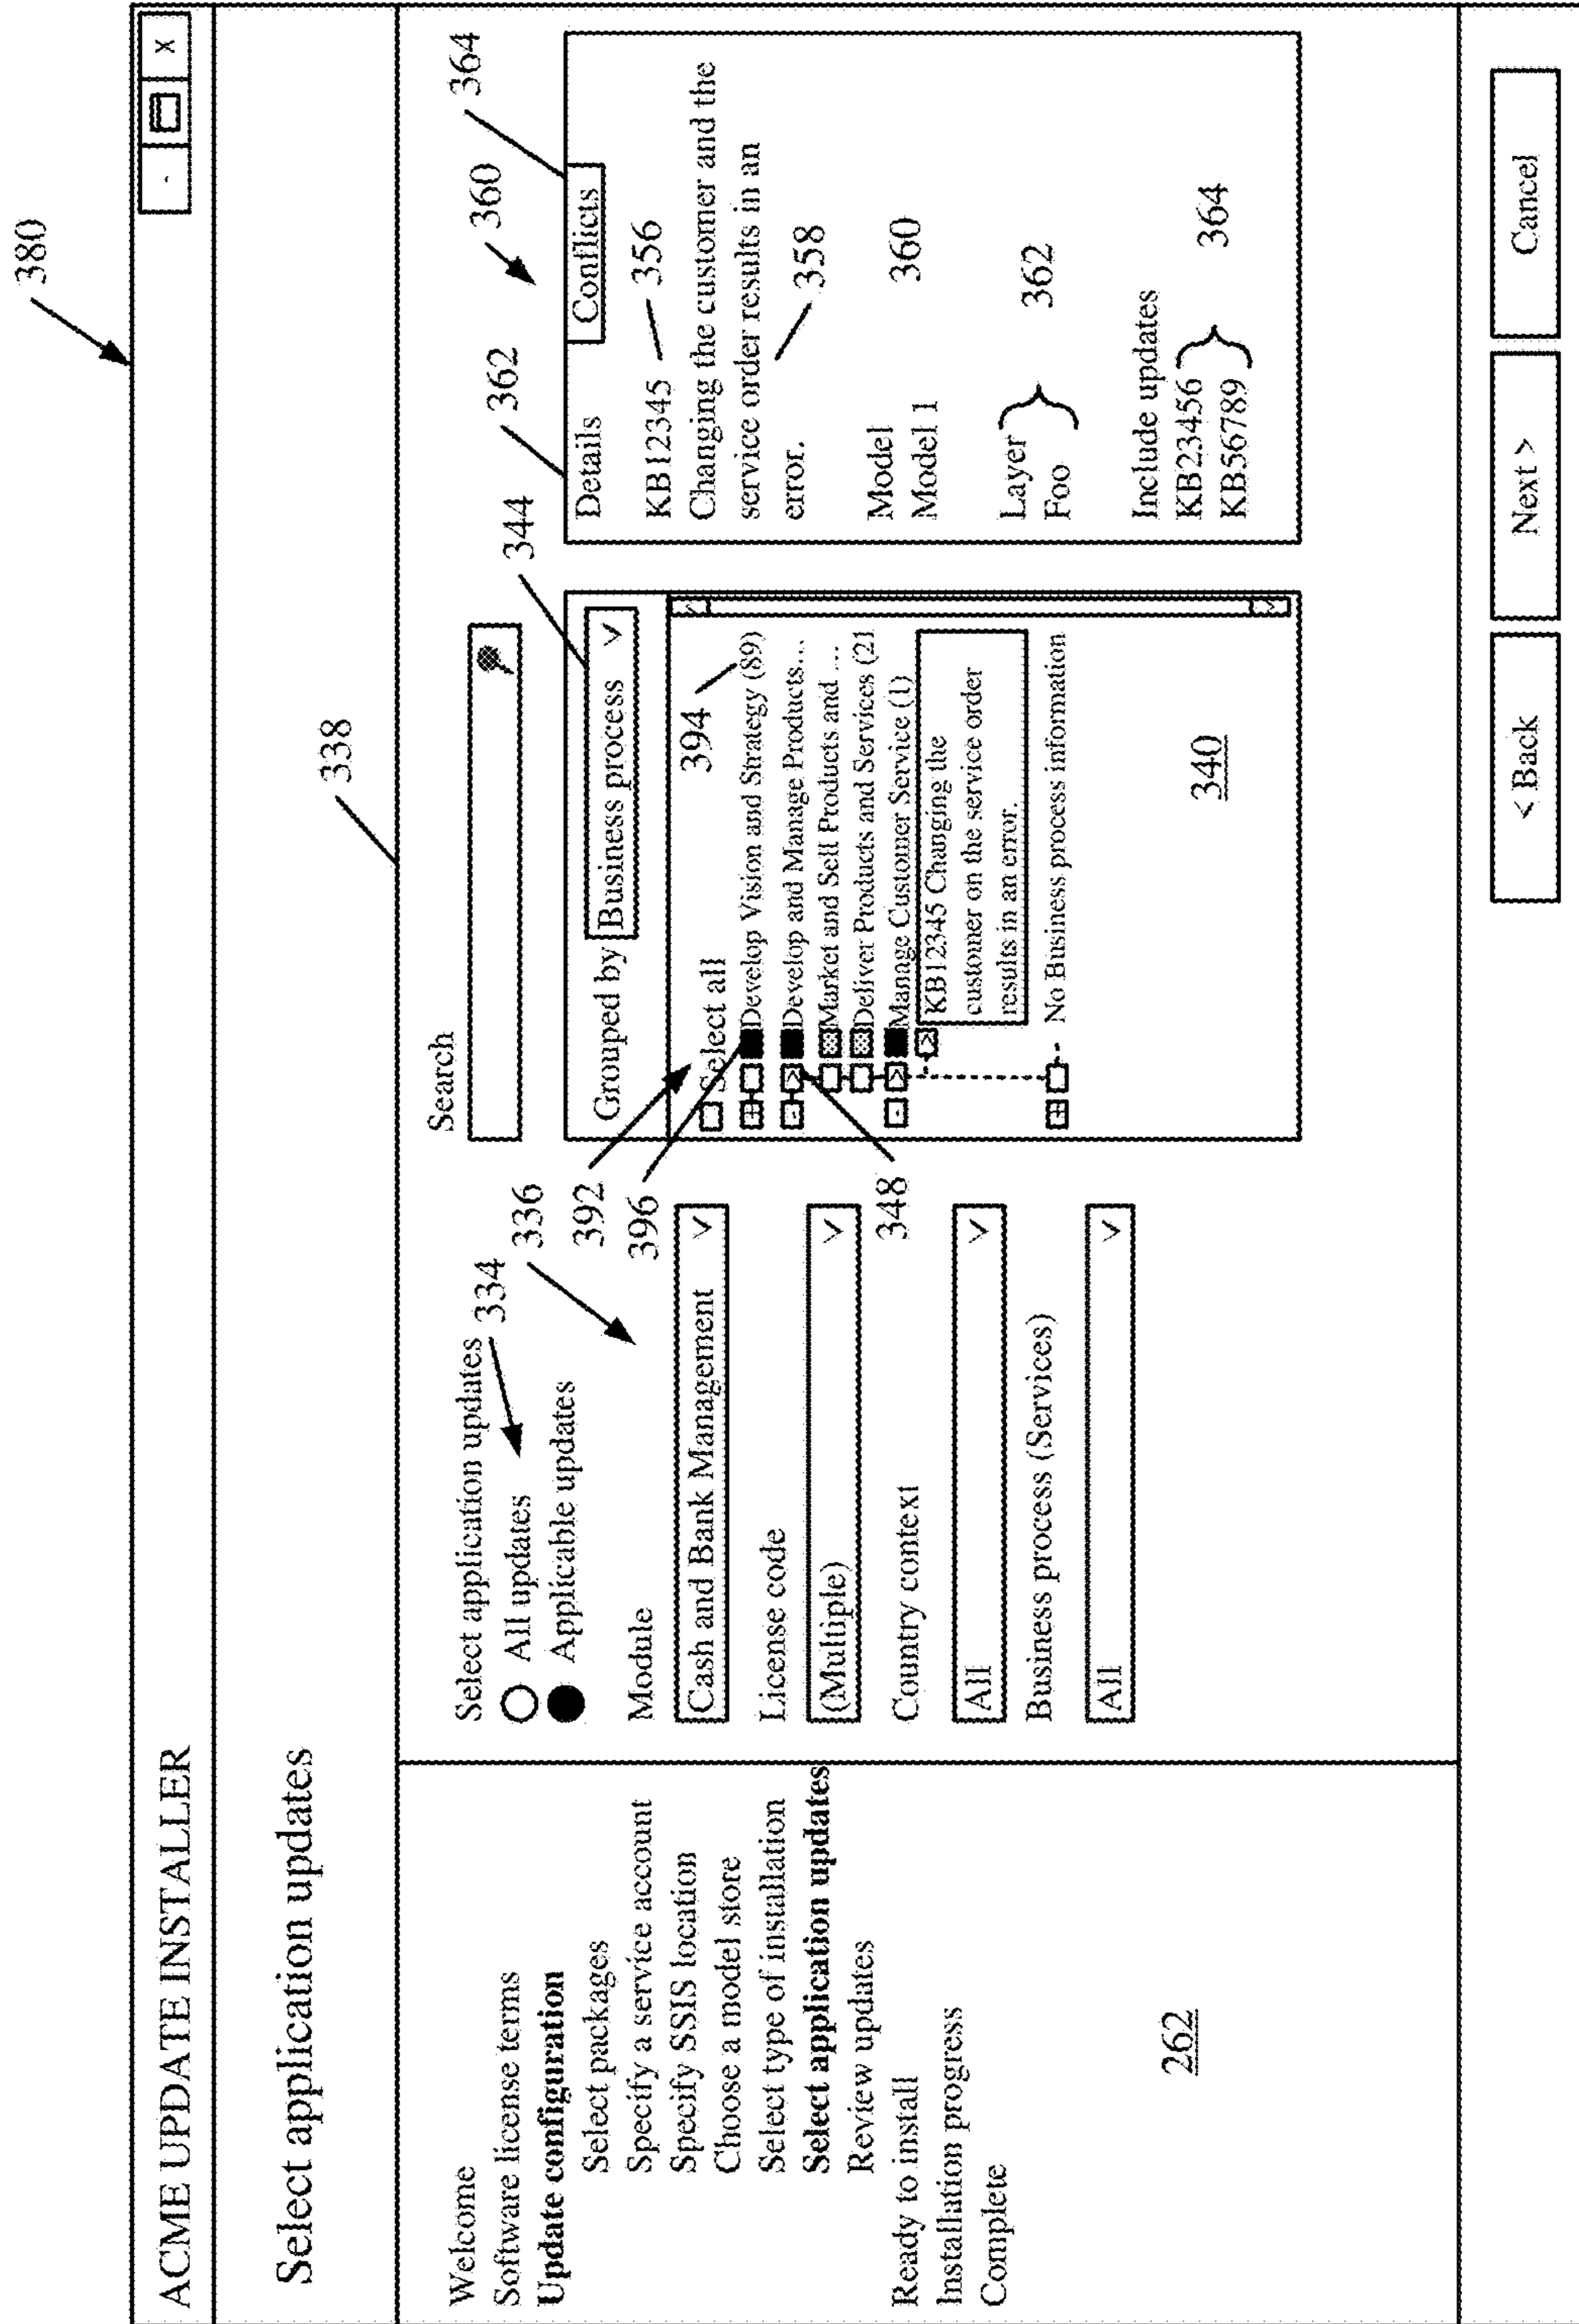 380
ACME UPDATE INSTALLER
- X
Select application updates
338
Welcome
Software license terms
Update configuration
Select packages
Specify a service account
Specify SSIS location
Choose a model store
Select type of installation
Select application updates
Review updates
Ready to install
Installation progress
Complete
262
Select application updates
334
All updates
Applicable updates
336
Module
Cash and Bank Management V
License code
(Multiple) V
Country context
All V
Business process (Services)
All V
392
396
348
Search
344
Grouped by Business process V
394
Select all
Develop Vision and Strategy (89)
Develop and Manage Products...
Market and Sell Products and ...
Deliver Products and Services (21
Manage Customer Service (1)
KB12345 Changing the
customer on the service order
results in an error.
No Business process information
340
362
360
364
Details Conflicts
KB12345 356
Changing the customer and the
service order results in an
error. 358
Model
Model 1 360
Layer
Foo 362
Include updates
KB23456
KB56789 364
< Back Next > Cancel